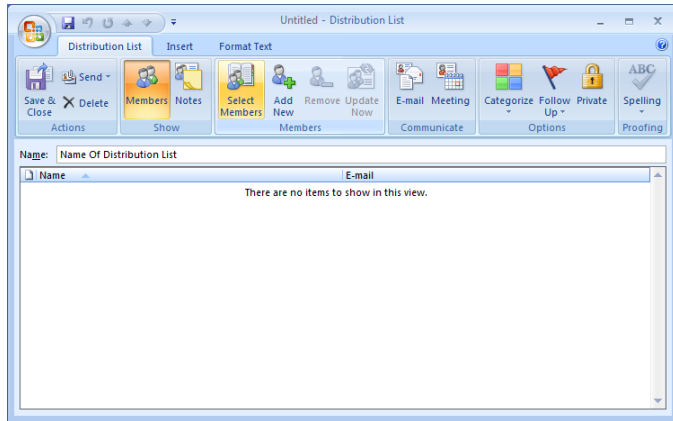 Untitled - Distribution List
Distribution List Insert Format Text
Save & Close
Send
Delete
Actions
Members Notes
Show
Select Members
Add New
Remove
Update Now
Members
E-mail Meeting
Communicate
Categorize
Follow Up
Private
Options
ABC
Spelling
Proofing
Name: Name Of Distribution List
Name E-mail
There are no items to show in this view.